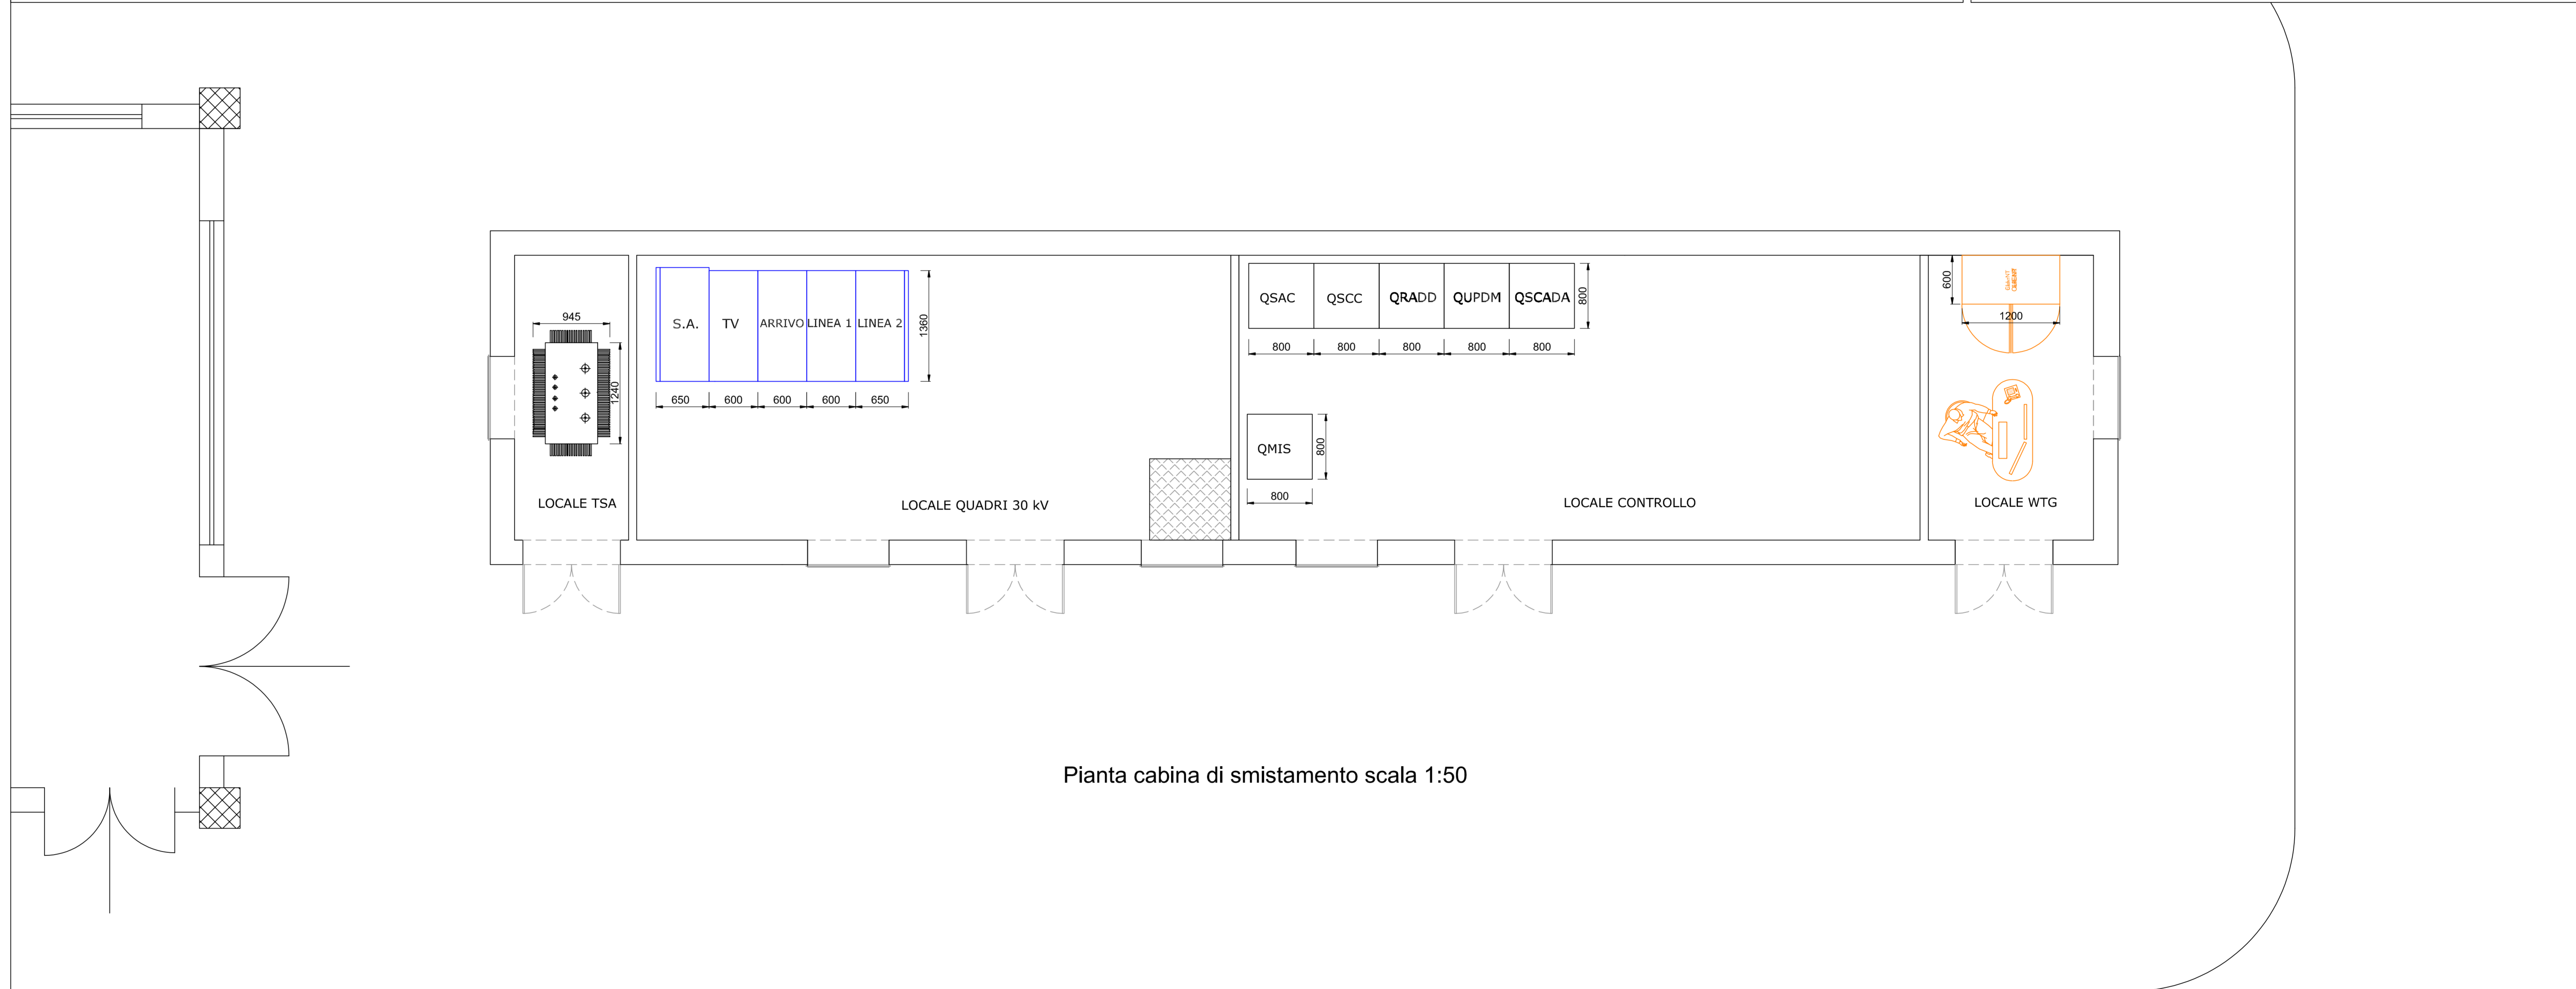 S.A.
TV
ARRIVO
LINEA 1
LINEA 2
1360
650
600
600
600
650
945
1240
LOCALE TSA
LOCALE QUADRI 30 kV
QSAC
QSCC
QRADD
QUPDM
QSCADA
800
800
800
800
800
800
QMIS
800
800
LOCALE CONTROLLO
600
1200
LOCALE WTG
Pianta cabina di smistamento scala 1:50